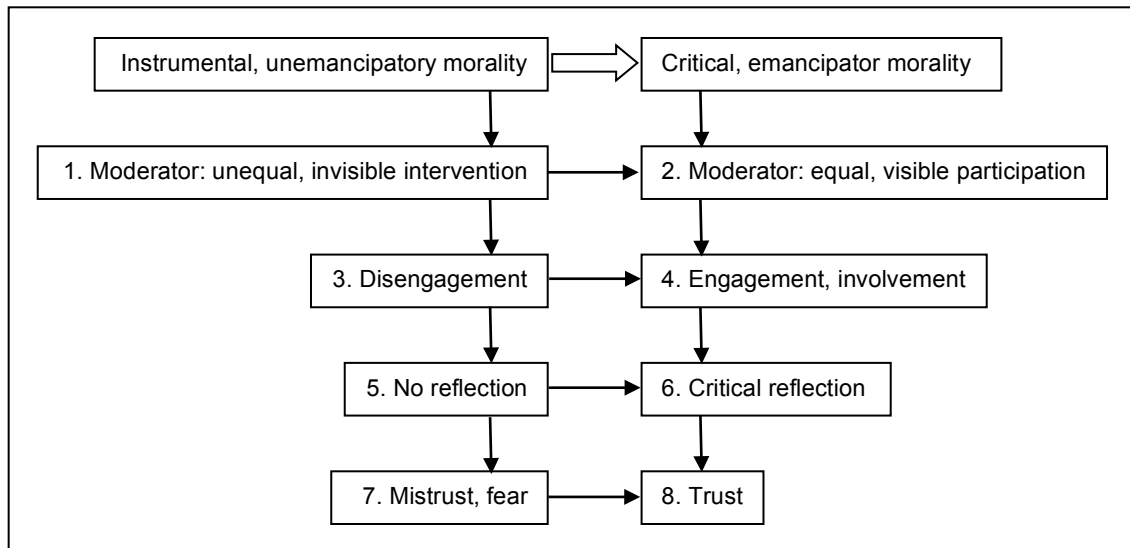 Instrumental, unemancipatory morality
Critical, emancipator morality
1. Moderator: unequal, invisible intervention
2. Moderator: equal, visible participation
3. Disengagement
4. Engagement, involvement
5. No reflection
6. Critical reflection
7. Mistrust, fear
8. Trust